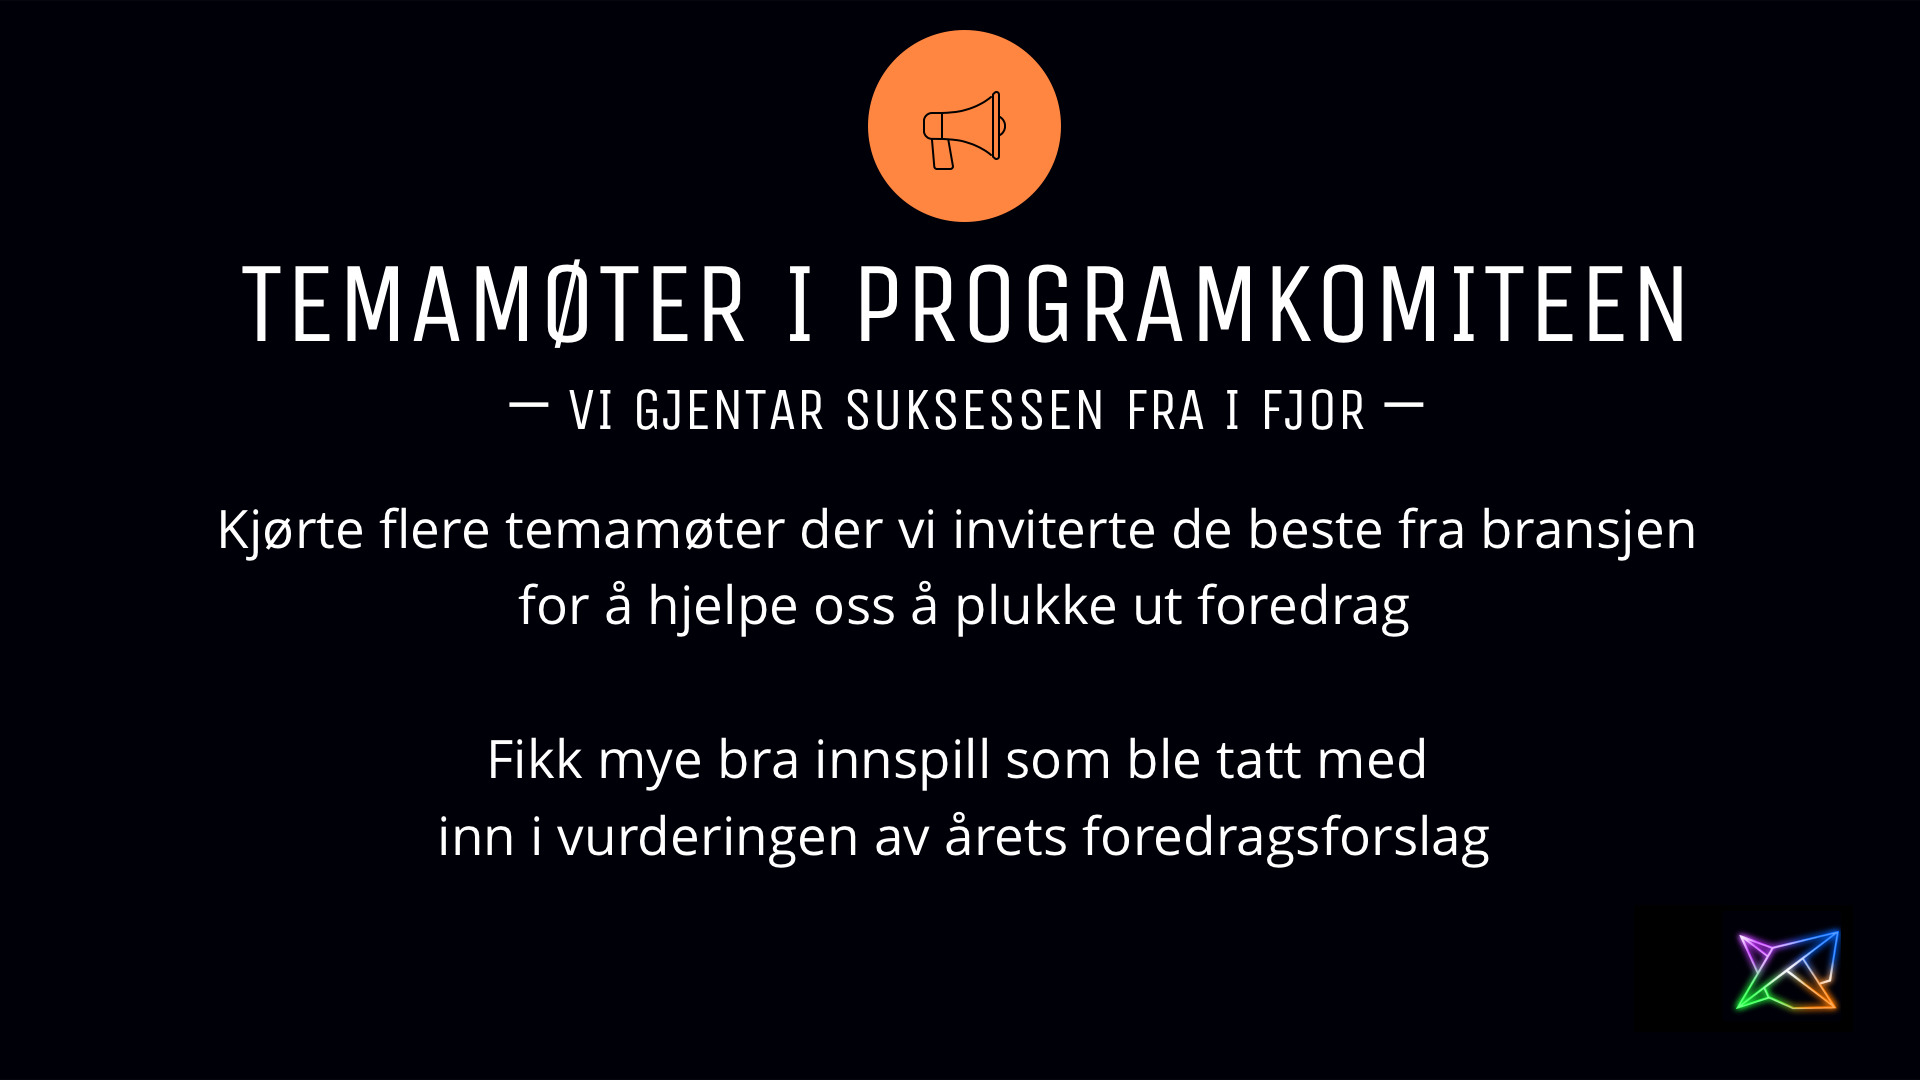 TEMAMØTER I PROGRAMKOMITEEN
— VI GJENTAR SUKSESSEN FRA I FJOR —
Kjørte flere temamøter der vi inviterte de beste fra bransjen
for å hjelpe oss å plukke ut foredrag
Fikk mye bra innspill som ble tatt med
inn i vurderingen av årets foredragsforslag